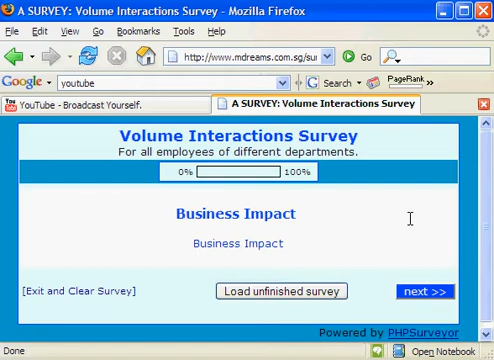 A SURVEY: Volume Interactions Survey - Mozilla Firefox
File Edit View Go Bookmarks Tools Help
http://www.mdreams.com.sg/sur Go
Google youtube Search PageRank
YouTube - Broadcast Yourself. A SURVEY: Volume Interactions Survey
Volume Interactions Survey
For all employees of different departments.
0% 100%
Business Impact
Business Impact
[Exit and Clear Survey] Load unfinished survey next >>
Powered by PHPSurveyor
Done Open Notebook